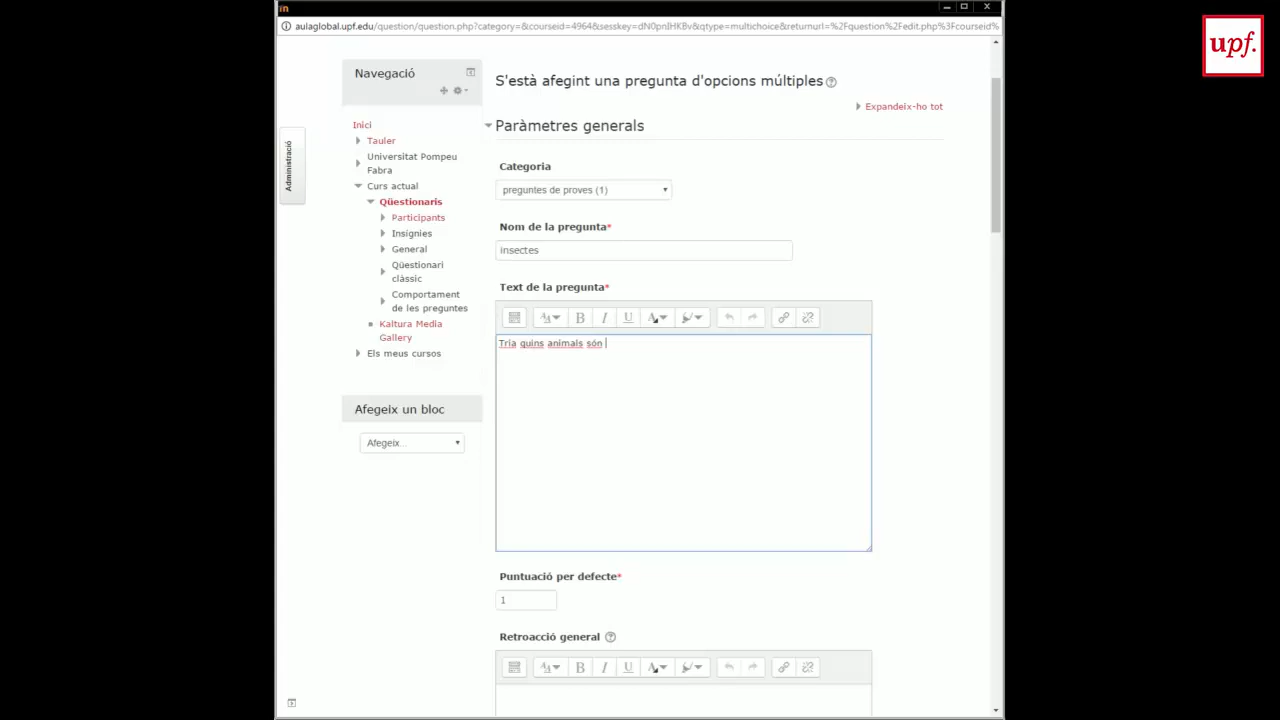 aulaglobal.upf.edu/question/question.php?category=&courseid=4964&sesskey=dN0pnIHKBv&qtype=multichoice&returnurl=%2Fquestion%2Fedit.php%3Fcourseid%
upf.
Navegació
S'està afegint una pregunta d'opcions múltiples
Expandeix-ho tot
Paràmetres generals
Administració
Inici
Tauler
Universitat Pompeu
Fabra
Curs actual
Qüestionaris
Participants
Insígnies
General
Qüestionari
clàssic
Comportament
de les preguntes
Kaltura Media
Gallery
Els meus cursos
Afegeix un bloc
Afegeix...
Categoria
preguntes de proves (1)
Nom de la pregunta*
insectes
Text de la pregunta*
B I U
Tria quins animals són
Puntuació per defecte*
1
Retroacció general
B I U